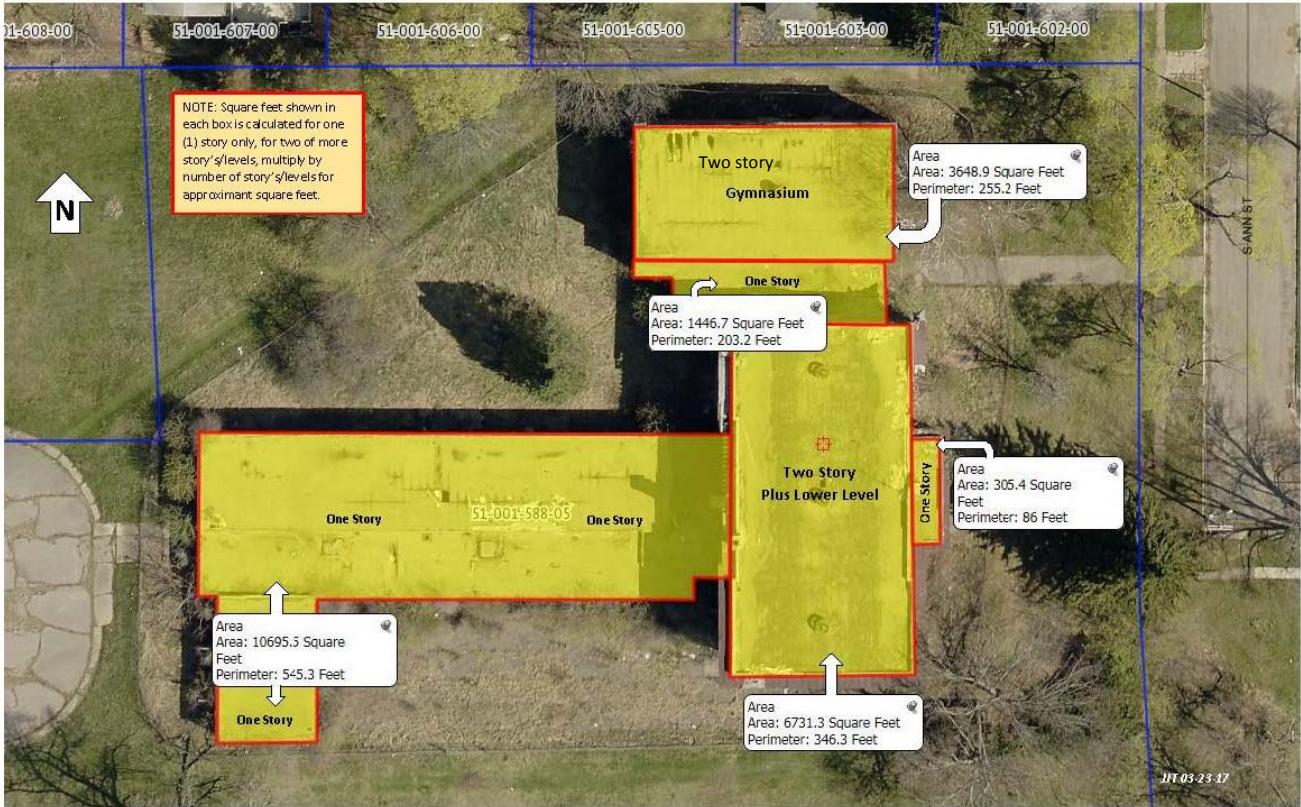 01-608-00
51-001-607-00
51-001-606-00
51-001-605-00
51-001-603-00
51-001-602-00
NOTE: Square feet shown in
each box is calculated for one
(1) story only, for two of more
story's/levels, multiply by
number of story's/levels for
approximant square feet.
N
Two story
Gymnasium
Area
Area: 3648.9 Square Feet
Perimeter: 255.2 Feet
S ANN ST
One Story
Area
Area: 1446.7 Square Feet
Perimeter: 203.2 Feet
Two Story
Plus Lower Level
One Story
Area
Area: 305.4 Square
Feet
Perimeter: 86 Feet
One Story
51-001-588-05
One Story
Area
Area: 10695.5 Square
Feet
Perimeter: 545.3 Feet
One Story
Area
Area: 6731.3 Square Feet
Perimeter: 346.3 Feet
JJT 03-23-17